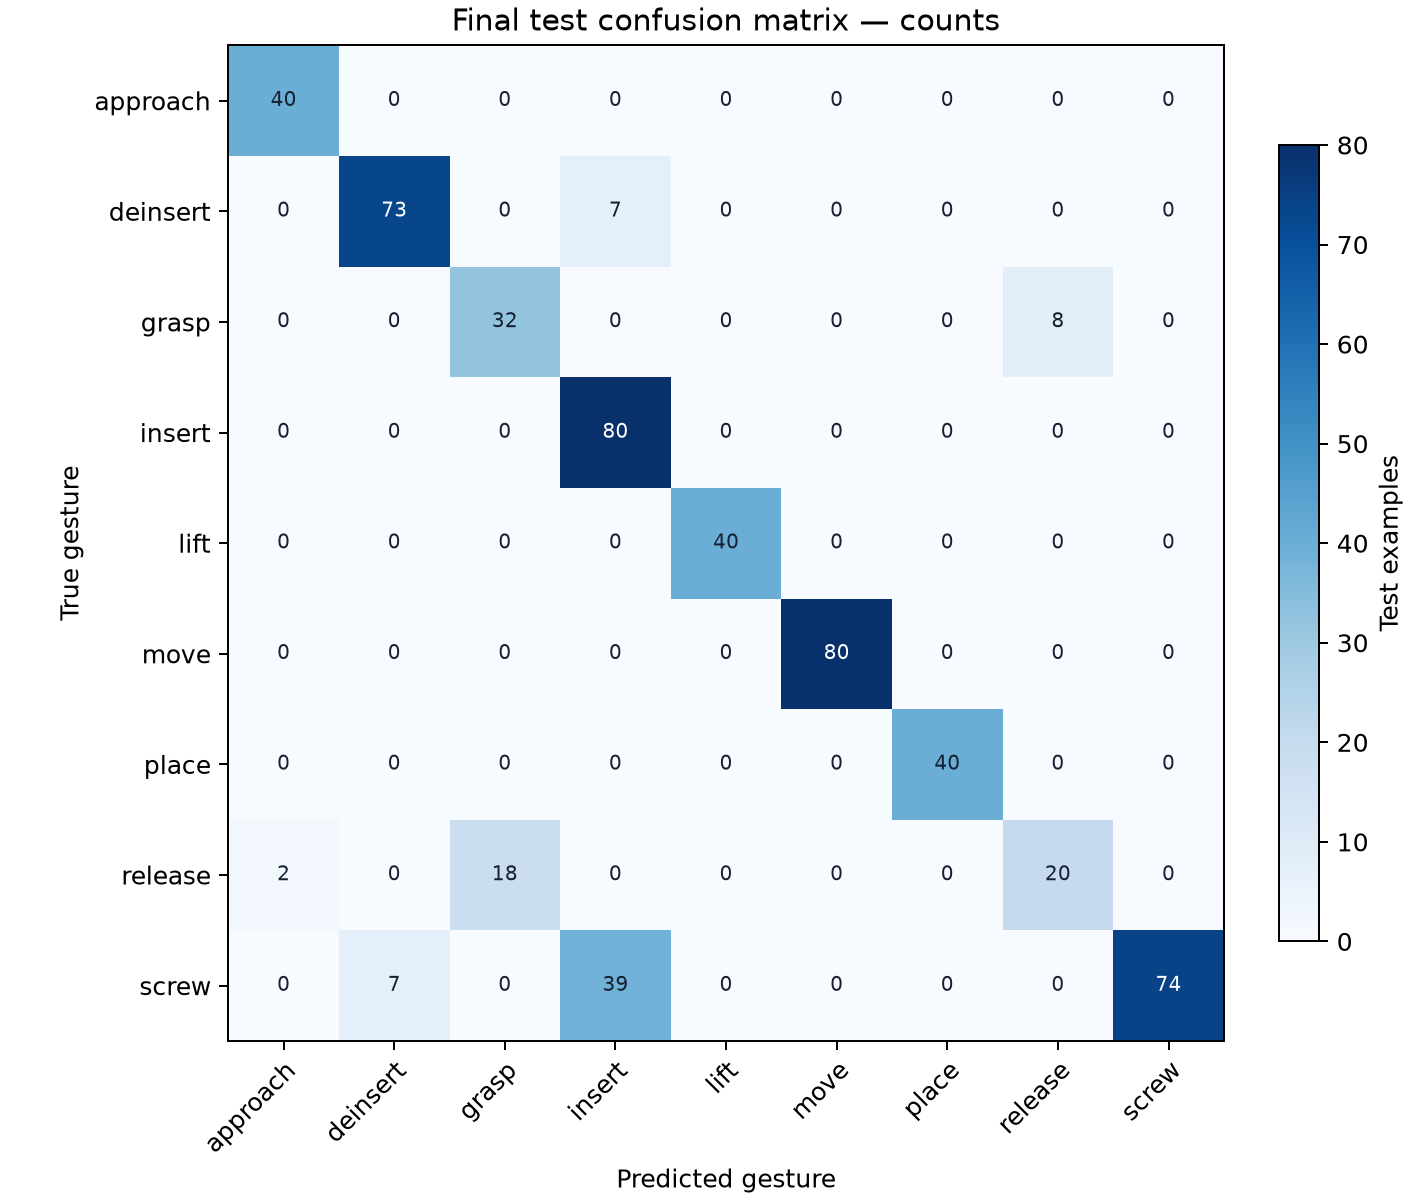 Final test confusion matrix — counts
approach 40 0 0 0 0 0 0 0 0
deinsert 0 73 0 7 0 0 0 0 0
grasp 0 0 32 0 0 0 0 8 0
insert 0 0 0 80 0 0 0 0 0
lift 0 0 0 0 40 0 0 0 0
move 0 0 0 0 0 80 0 0 0
place 0 0 0 0 0 0 40 0 0
release 2 0 18 0 0 0 0 20 0
screw 0 7 0 39 0 0 0 0 74
approach deinsert grasp insert lift move place release screw
Predicted gesture
True gesture
80
70
60
50
40
30
20
10
0
Test examples